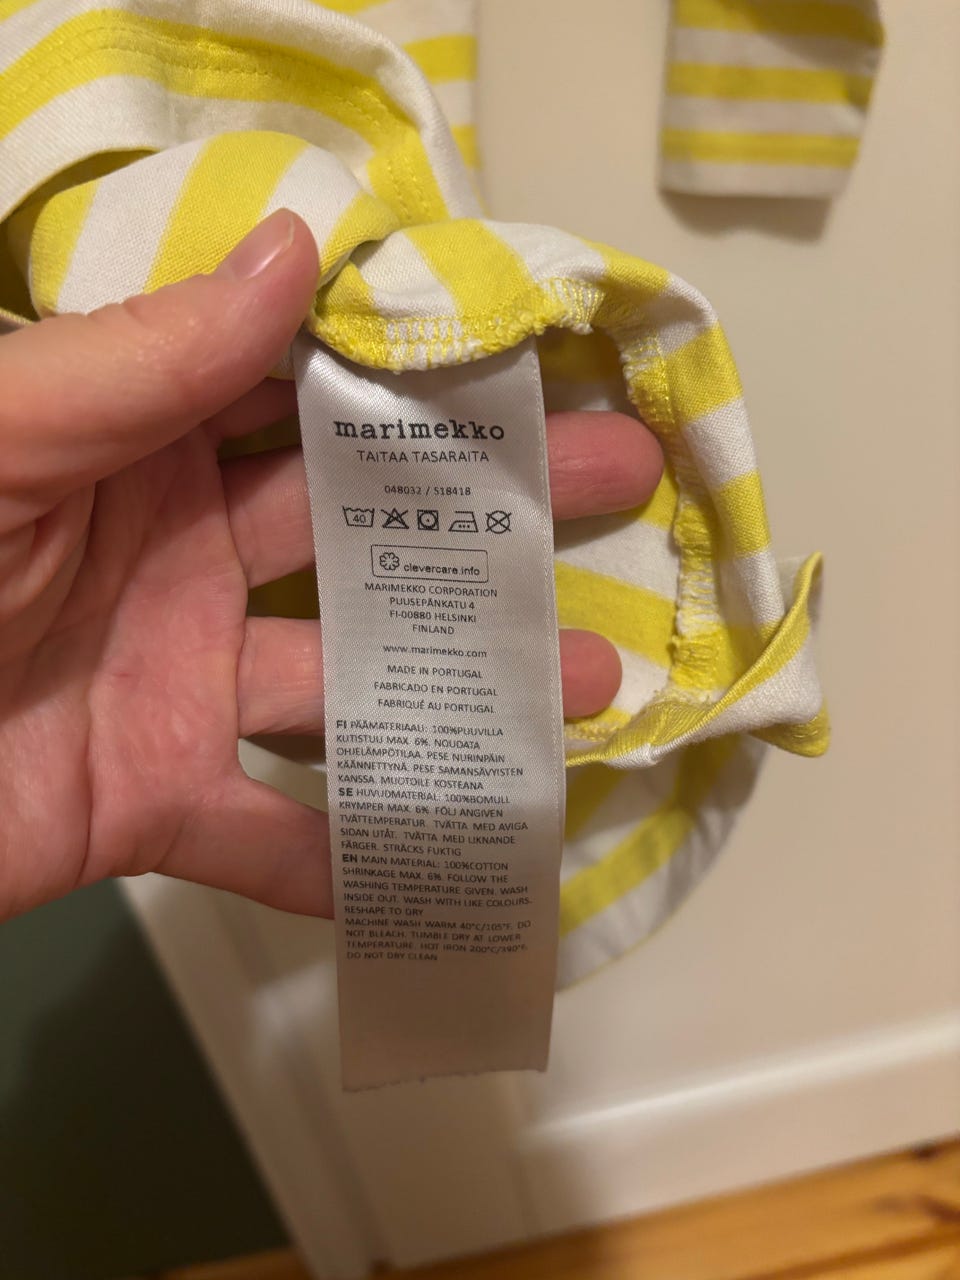 marimekko
TAITAA TASARAITA
048032 / 518418
40
clevercare.info
MARIMEKKO CORPORATION
PUUSEPÄNKATU 4
FI-00880 HELSINKI
FINLAND
www.marimekko.com
MADE IN PORTUGAL
FABRICADO EN PORTUGAL
FABRIQUÉ AU PORTUGAL
FI PÄÄMATERIAALI: 100%PUUVILLA
KUTISTUU MAX. 6%. NOUDATA
OHJELÄMPÖTILAA. PESE NURINPÄIN
KÄÄNNETTYNÄ. PESE SAMANSÄVYISTEN
KANSSA. MUOTOILE KOSTEANA
SE HUVUDMATERIAL: 100%BOMULL
KRYMPER MAX. 6% FÖLJ ANGIVEN
TVÄTTEMPERATUR. TVÄTTA MED AVIGA
SIDAN UTÅT. TVÄTTA MED LIKNANDE
FÄRGER. STRÄCKS FUKTIG
EN MAIN MATERIAL: 100%COTTON
SHRINKAGE MAX. 6%. FOLLOW THE
WASHING TEMPERATURE GIVEN. WASH
INSIDE OUT. WASH WITH LIKE COLOURS.
RESHAPE TO DRY
MACHINE WASH WARM 40°C/105°F. DO
NOT BLEACH. TUMBLE DRY AT LOWER
TEMPERATURE. HOT IRON 200°C/390°F.
DO NOT DRY CLEAN